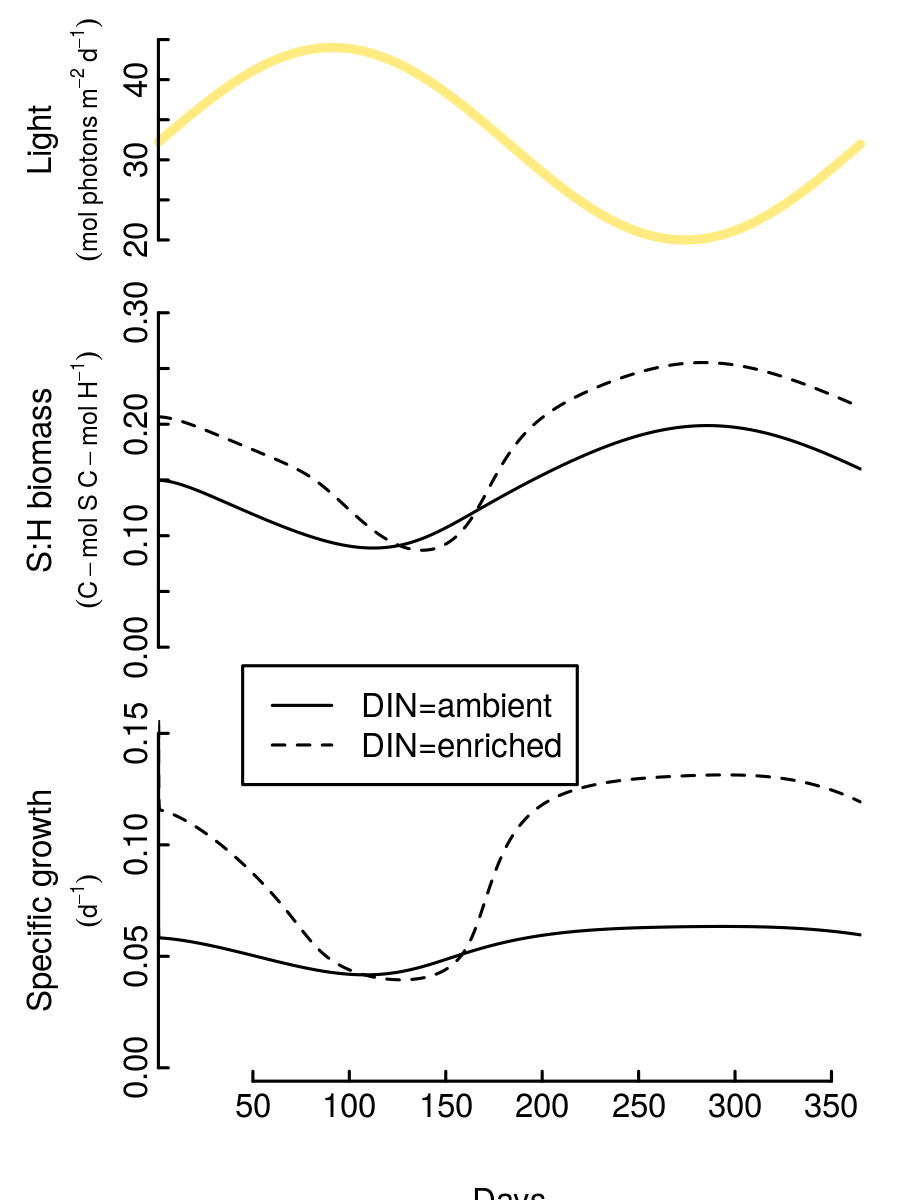 Light
(mol photons m⁻² d⁻¹)
40
30
20
S:H biomass
(C−mol S C−mol H⁻¹)
0.30
0.20
0.10
0.00
DIN=ambient
DIN=enriched
Specific growth
(d⁻¹)
0.15
0.10
0.05
0.00
50 100 150 200 250 300 350
Days